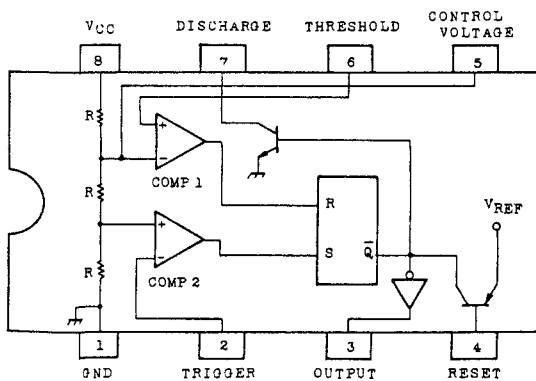 VCC DISCHARGE THRESHOLD CONTROL
VOLTAGE
8 7 6 5
R
+
−
COMP 1
R
+
−
COMP 2
R
R
S Q̅
VREF
1 2 3 4
GND TRIGGER OUTPUT RESET